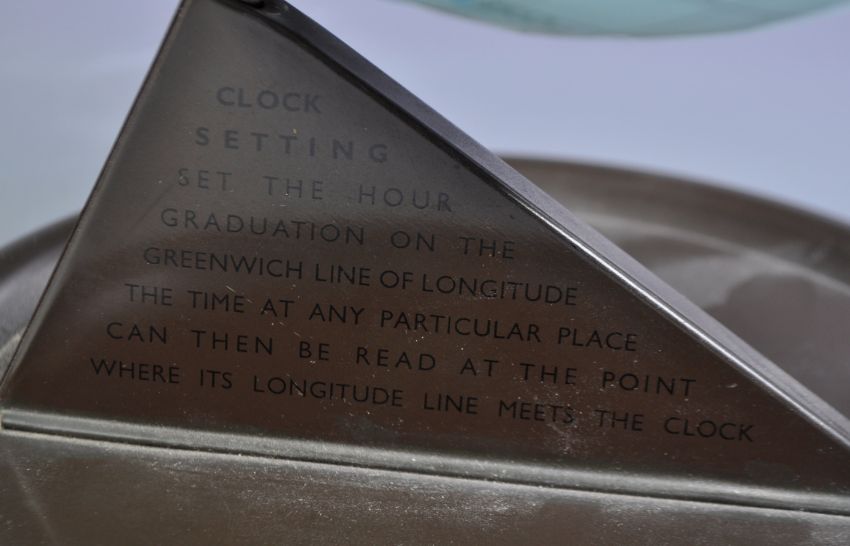 CLOCK
SETTING
SET THE HOUR
GRADUATION ON THE
GREENWICH LINE OF LONGITUDE
THE TIME AT ANY PARTICULAR PLACE
CAN THEN BE READ AT THE POINT
WHERE ITS LONGITUDE LINE MEETS THE CLOCK